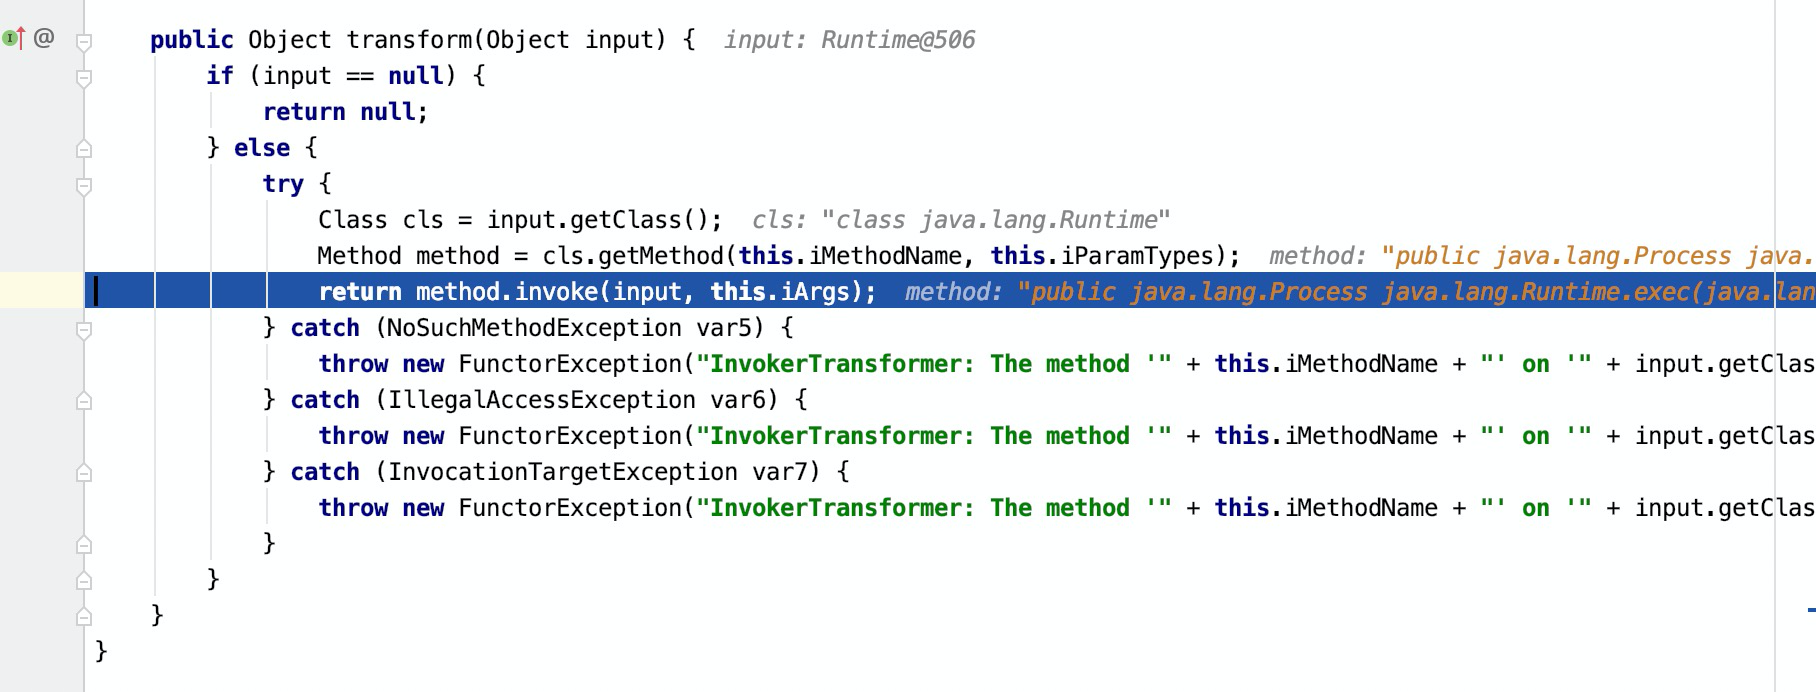 @ public Object transform(Object input) { input: Runtime@506
if (input == null) {
return null;
} else {
try {
Class cls = input.getClass(); cls: "class java.lang.Runtime"
Method method = cls.getMethod(this.iMethodName, this.iParamTypes); method: "public java.lang.Process java.
return method.invoke(input, this.iArgs); method: "public java.lang.Process java.lang.Runtime.exec(java.lan
} catch (NoSuchMethodException var5) {
throw new FunctorException("InvokerTransformer: The method '" + this.iMethodName + "' on '" + input.getClas
} catch (IllegalAccessException var6) {
throw new FunctorException("InvokerTransformer: The method '" + this.iMethodName + "' on '" + input.getClas
} catch (InvocationTargetException var7) {
throw new FunctorException("InvokerTransformer: The method '" + this.iMethodName + "' on '" + input.getClas
}
}
}
}